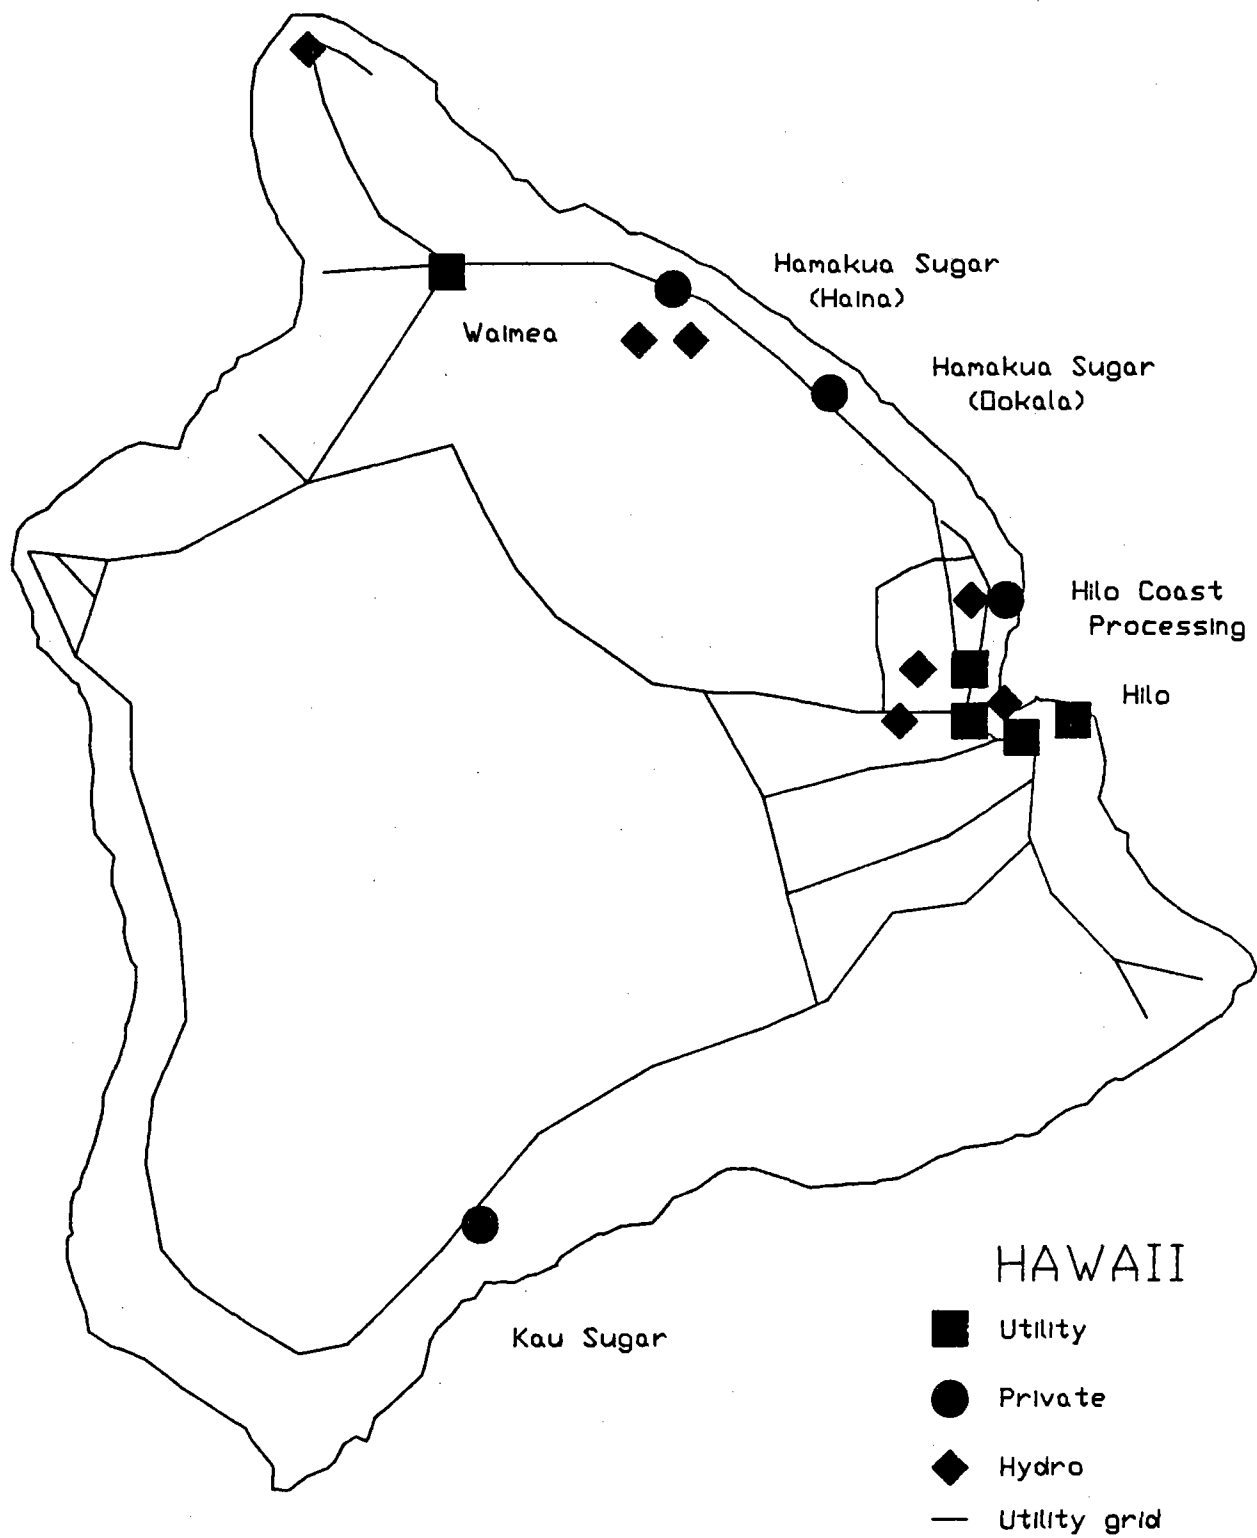 Hamakua Sugar
(Haina)
Waimea
Hamakua Sugar
(Ookala)
Hilo Coast
Processing
Hilo
Kau Sugar
HAWAII
Utility
Private
Hydro
Utility grid